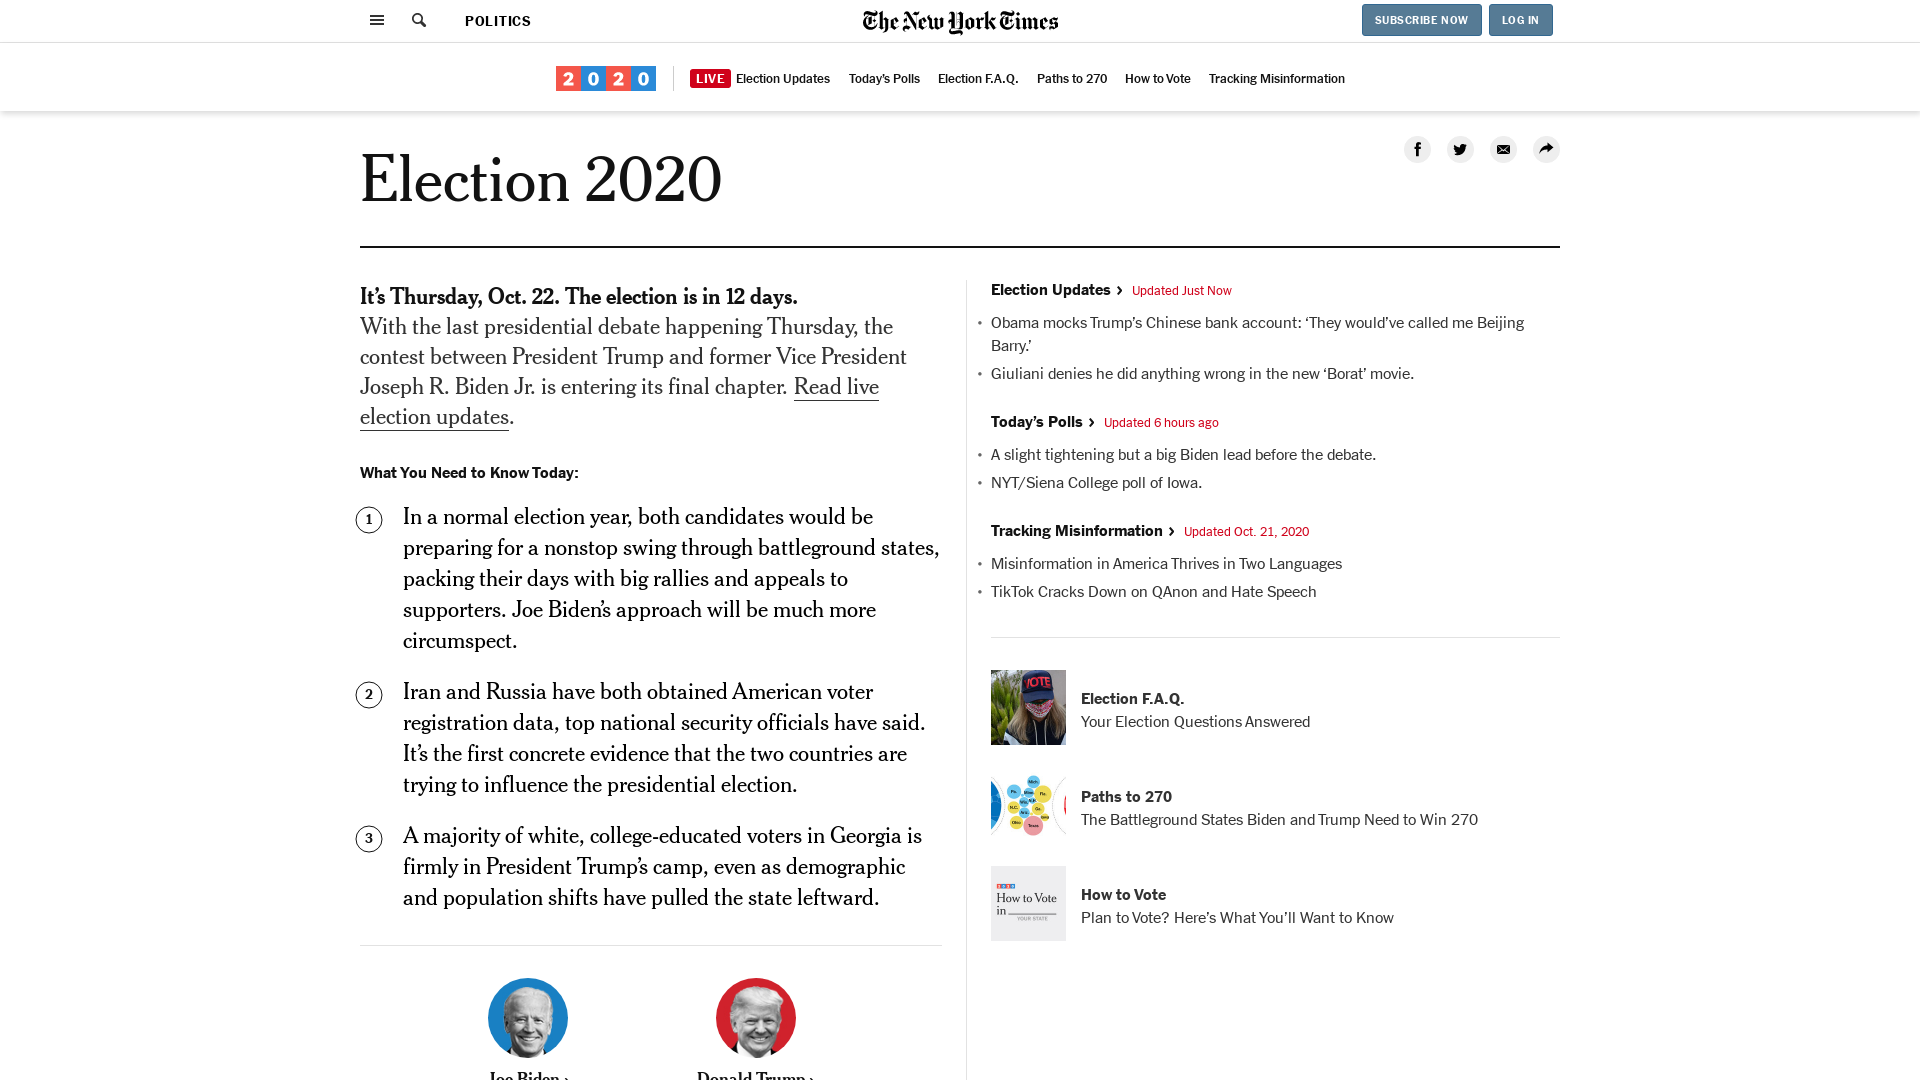 POLITICS
The New York Times
SUBSCRIBE NOW
LOG IN
2020
LIVE Election Updates
Today’s Polls
Election F.A.Q.
Paths to 270
How to Vote
Tracking Misinformation
Election 2020
It’s Thursday, Oct. 22. The election is in 12 days.
With the last presidential debate happening Thursday, the
contest between President Trump and former Vice President
Joseph R. Biden Jr. is entering its final chapter. Read live
election updates.
What You Need to Know Today:
1 In a normal election year, both candidates would be
preparing for a nonstop swing through battleground states,
packing their days with big rallies and appeals to
supporters. Joe Biden’s approach will be much more
circumspect.
2 Iran and Russia have both obtained American voter
registration data, top national security officials have said.
It’s the first concrete evidence that the two countries are
trying to influence the presidential election.
3 A majority of white, college-educated voters in Georgia is
firmly in President Trump’s camp, even as demographic
and population shifts have pulled the state leftward.
Joe Biden ›
Donald Trump ›
Election Updates › Updated Just Now
• Obama mocks Trump’s Chinese bank account: ‘They would’ve called me Beijing
Barry.’
• Giuliani denies he did anything wrong in the new ‘Borat’ movie.
Today’s Polls › Updated 6 hours ago
• A slight tightening but a big Biden lead before the debate.
• NYT/Siena College poll of Iowa.
Tracking Misinformation › Updated Oct. 21, 2020
• Misinformation in America Thrives in Two Languages
• TikTok Cracks Down on QAnon and Hate Speech
VOTE
Election F.A.Q.
Your Election Questions Answered
Paths to 270
The Battleground States Biden and Trump Need to Win 270
2020
How to Vote
in
YOUR STATE
How to Vote
Plan to Vote? Here’s What You’ll Want to Know